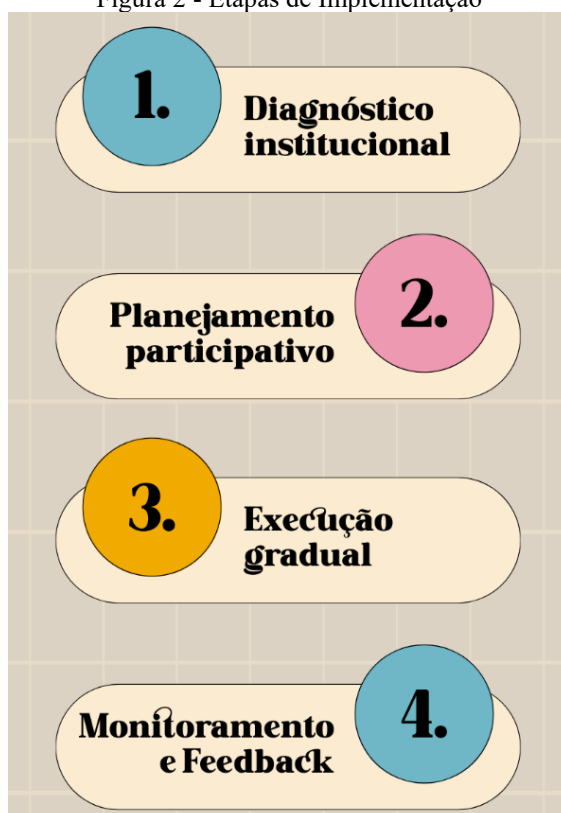 Figura 2 - Etapas de Implementação
1.
Diagnóstico
institucional
Planejamento
participativo
2.
3.
Execução
gradual
Monitoramento
e Feedback
4.